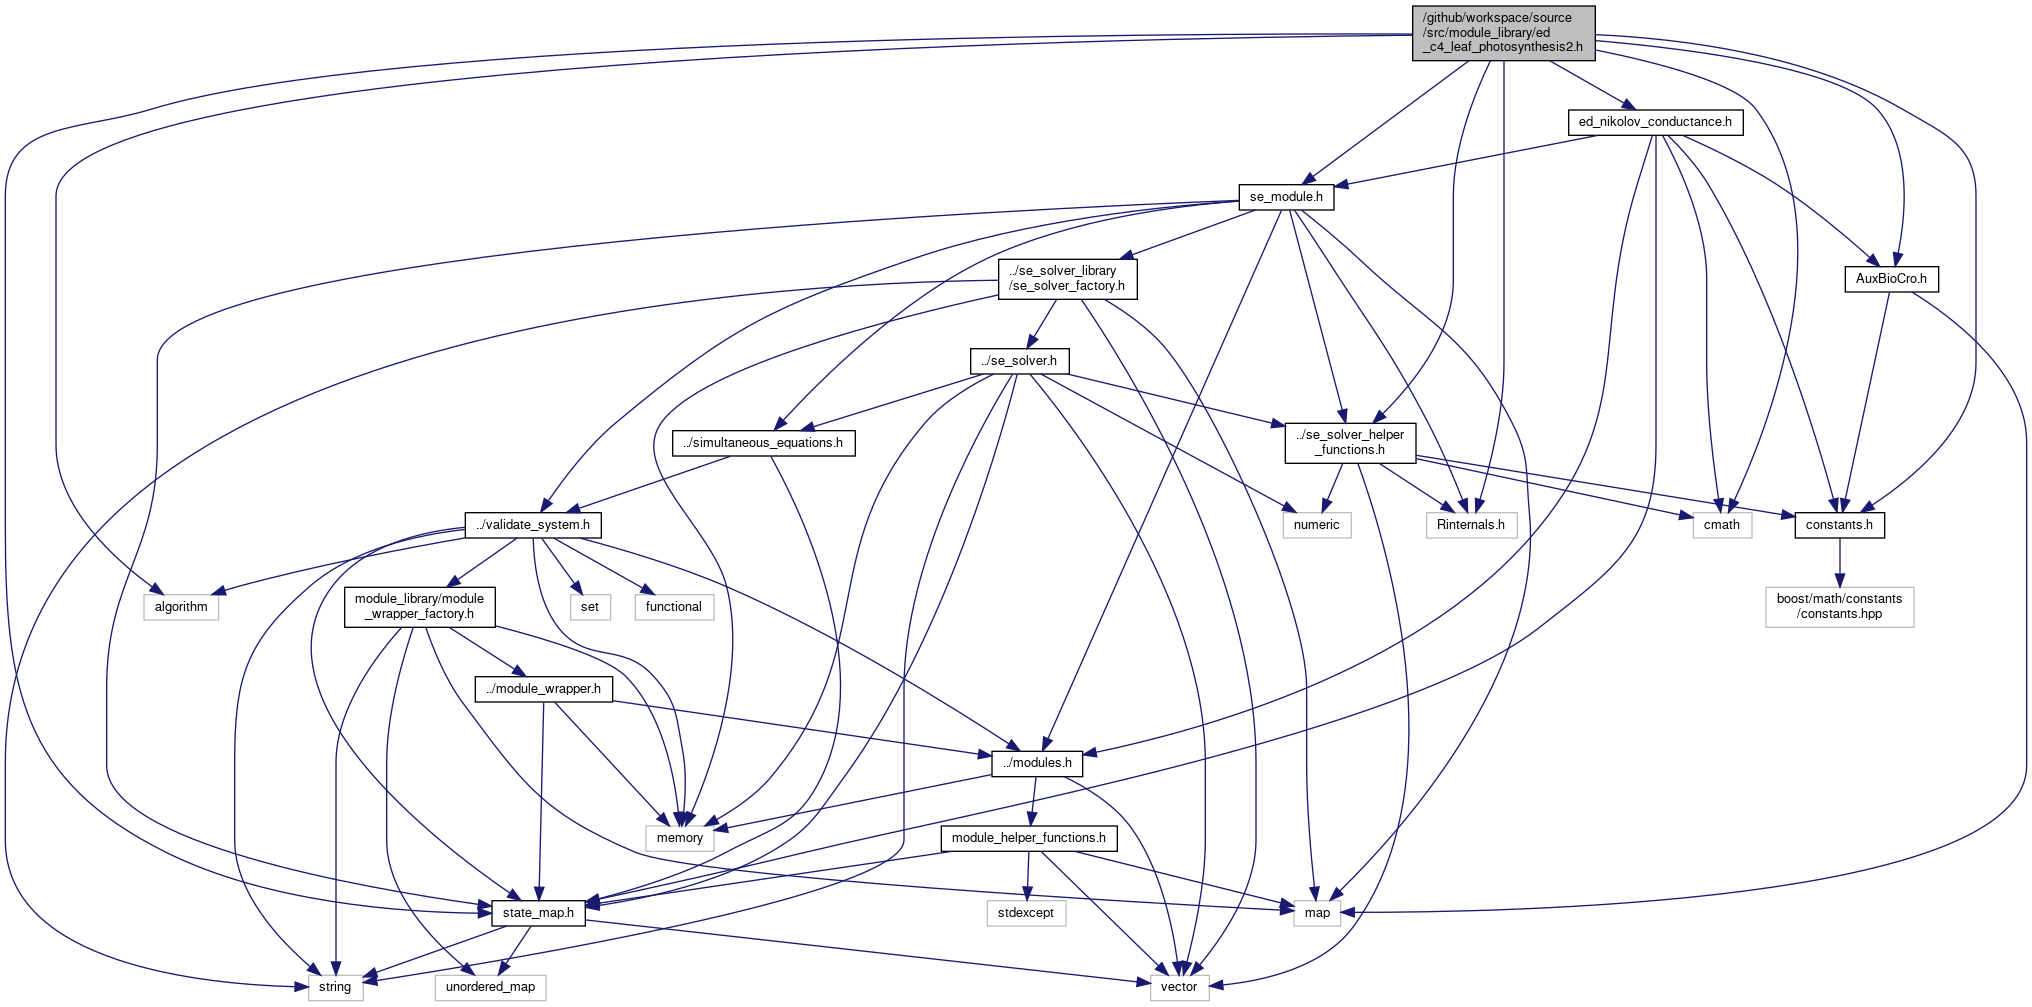 /github/workspace/source
/src/module_library/ed
_c4_leaf_photosynthesis2.h
ed_nikolov_conductance.h
se_module.h
../se_solver_library
/se_solver_factory.h
AuxBioCro.h
../se_solver.h
../simultaneous_equations.h
../se_solver_helper
_functions.h
../validate_system.h
numeric
Rinternals.h
cmath
constants.h
algorithm
module_library/module
_wrapper_factory.h
set
functional
boost/math/constants
/constants.hpp
../module_wrapper.h
../modules.h
memory
module_helper_functions.h
state_map.h
stdexcept
map
string
unordered_map
vector